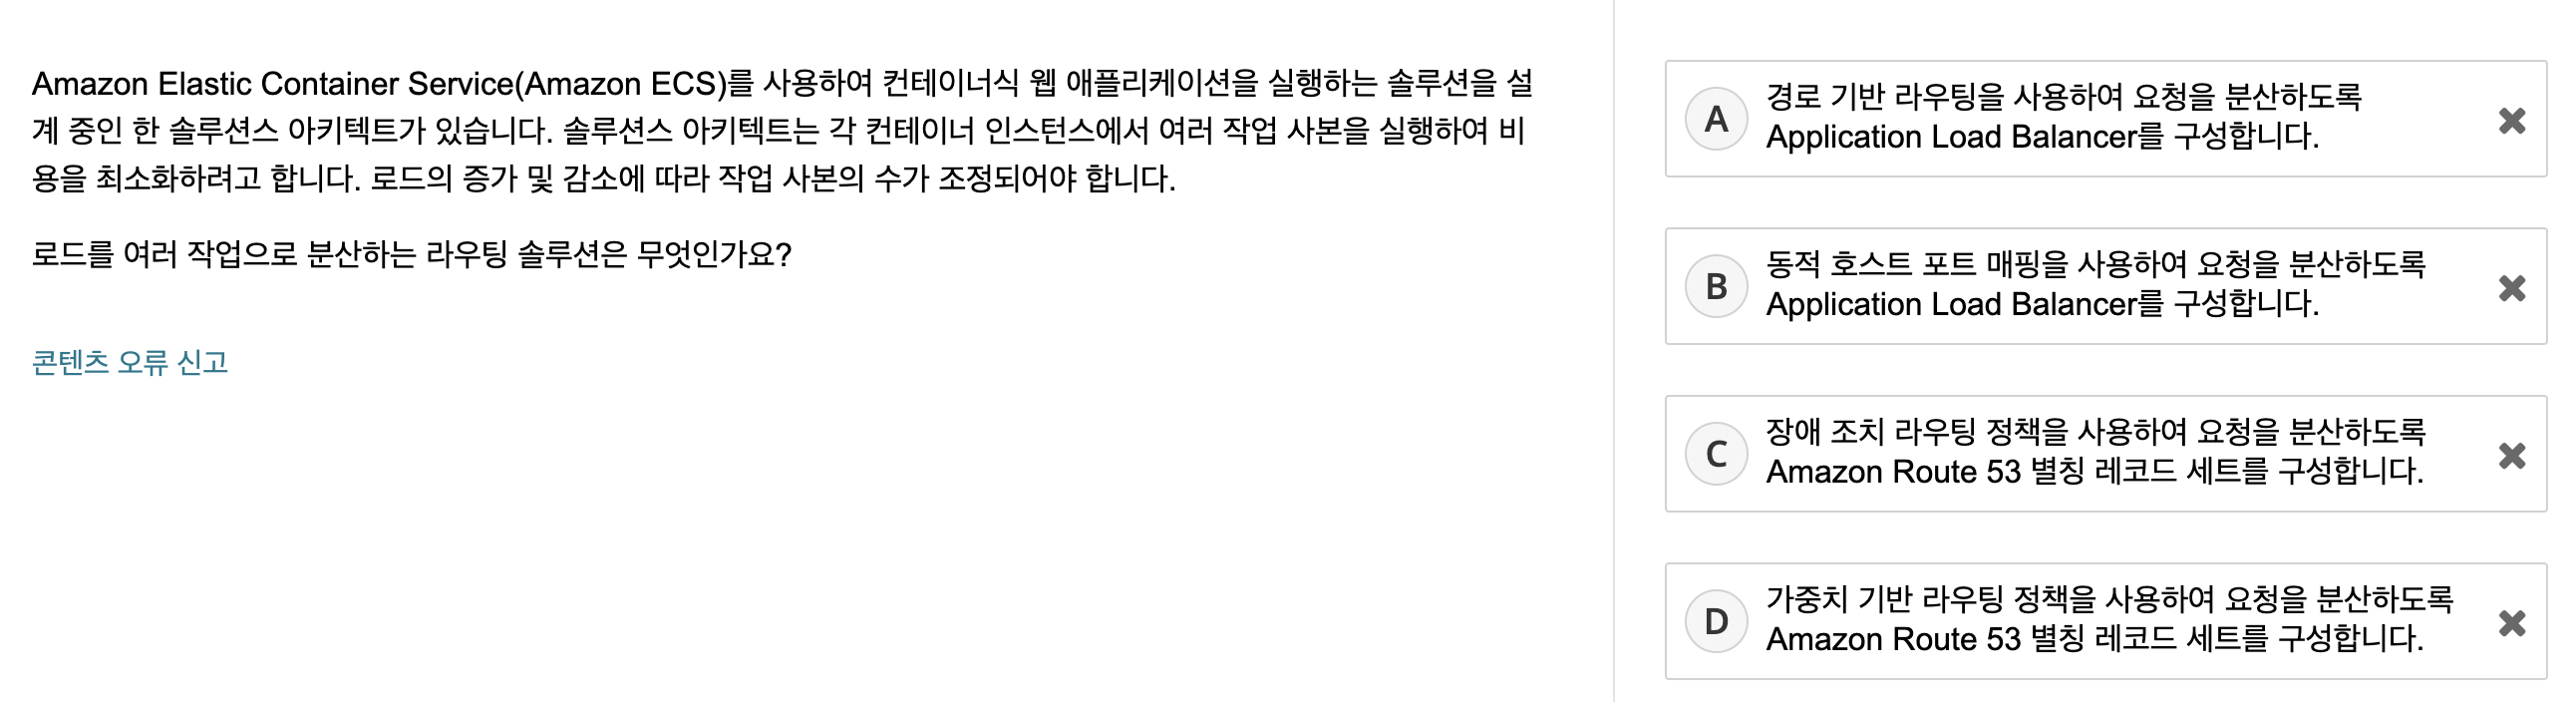 Amazon Elastic Container Service(Amazon ECS)를 사용하여 컨테이너식 웹 애플리케이션을 실행하는 솔루션을 설
계 중인 한 솔루션스 아키텍트가 있습니다. 솔루션스 아키텍트는 각 컨테이너 인스턴스에서 여러 작업 사본을 실행하여 비
용을 최소화하려고 합니다. 로드의 증가 및 감소에 따라 작업 사본의 수가 조정되어야 합니다.
로드를 여러 작업으로 분산하는 라우팅 솔루션은 무엇인가요?
콘텐츠 오류 신고
A
경로 기반 라우팅을 사용하여 요청을 분산하도록
Application Load Balancer를 구성합니다.
B
동적 호스트 포트 매핑을 사용하여 요청을 분산하도록
Application Load Balancer를 구성합니다.
C
장애 조치 라우팅 정책을 사용하여 요청을 분산하도록
Amazon Route 53 별칭 레코드 세트를 구성합니다.
D
가중치 기반 라우팅 정책을 사용하여 요청을 분산하도록
Amazon Route 53 별칭 레코드 세트를 구성합니다.